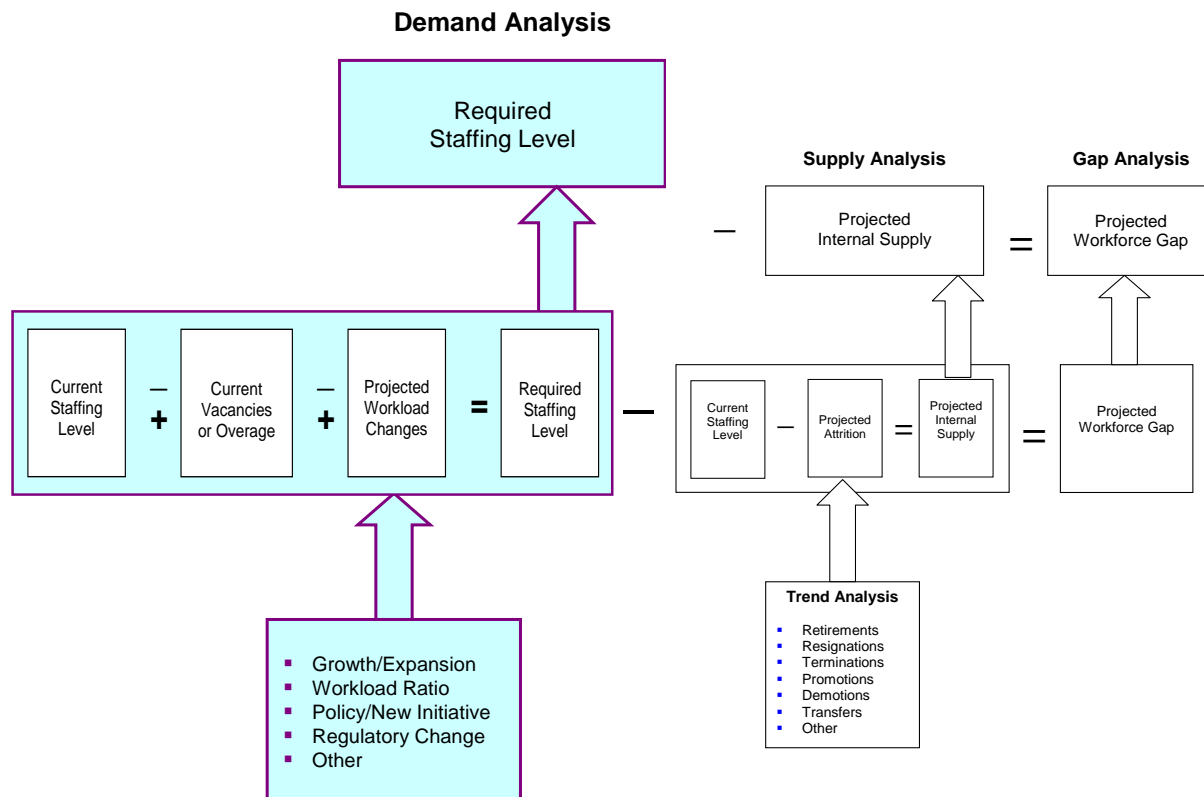 Demand Analysis
Required
Staffing Level
Supply Analysis
Gap Analysis
–
Projected
Internal Supply
=
Projected
Workforce Gap
Current
Staffing
Level
–
+
Current
Vacancies
or Overage
–
+
Projected
Workload
Changes
=
Required
Staffing
Level
–
Current
Staffing
Level
–
Projected
Attrition
=
Projected
Internal
Supply
=
Projected
Workforce Gap
▪ Growth/Expansion
▪ Workload Ratio
▪ Policy/New Initiative
▪ Regulatory Change
▪ Other
Trend Analysis
▪ Retirements
▪ Resignations
▪ Terminations
▪ Promotions
▪ Demotions
▪ Transfers
▪ Other